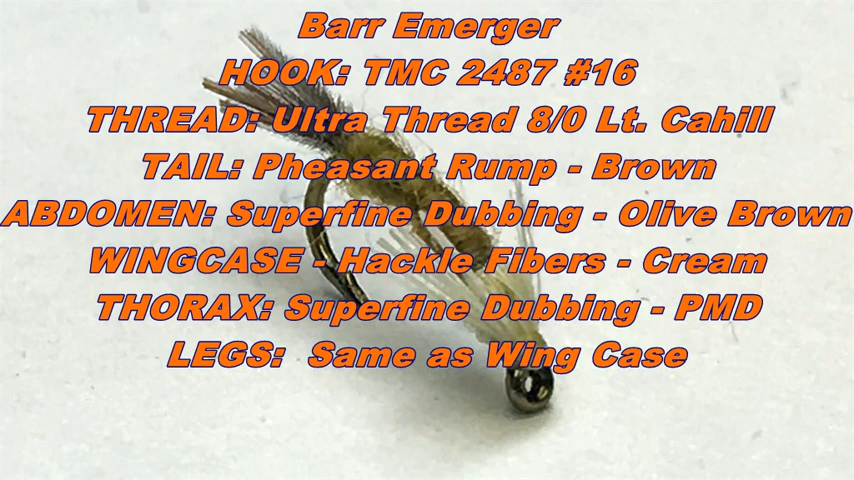 Barr Emerger
HOOK: TMC 2487 #16
THREAD: Ultra Thread 8/0 Lt. Cahill
TAIL: Pheasant Rump - Brown
ABDOMEN: Superfine Dubbing - Olive Brown
WINGCASE - Hackle Fibers - Cream
THORAX: Superfine Dubbing - PMD
LEGS:  Same as Wing Case